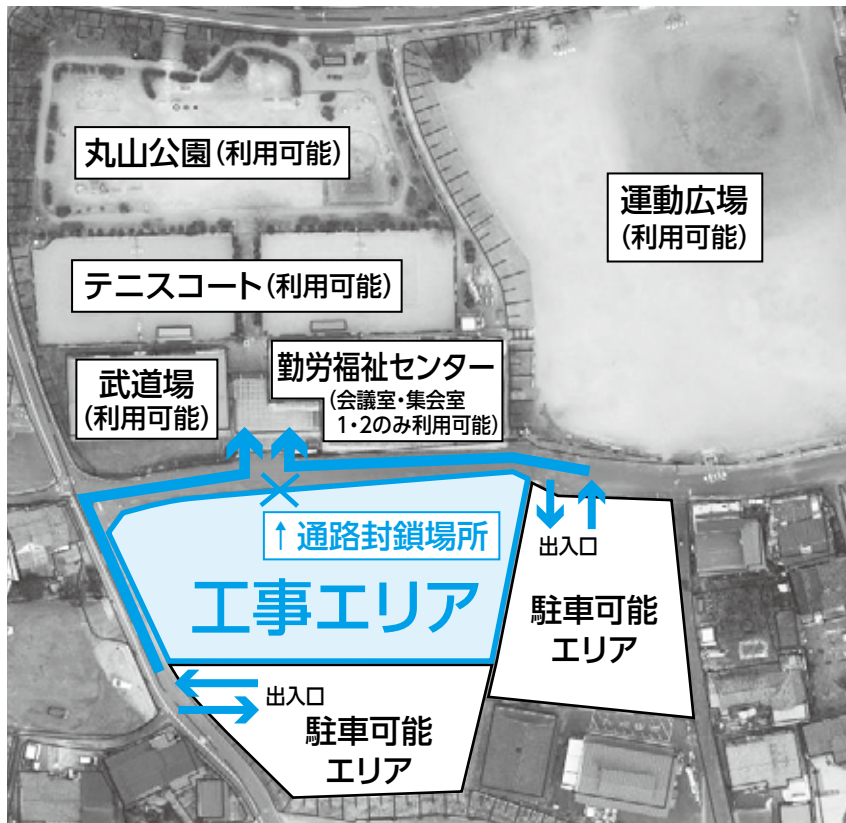 丸山公園(利用可能)
運動広場
(利用可能)
テニスコート(利用可能)
武道場
(利用可能)
勤労福祉センター
(会議室・集会室
1・2のみ利用可能)
↑通路封鎖場所
工事エリア
出入口
駐車可能
エリア
出入口
駐車可能
エリア